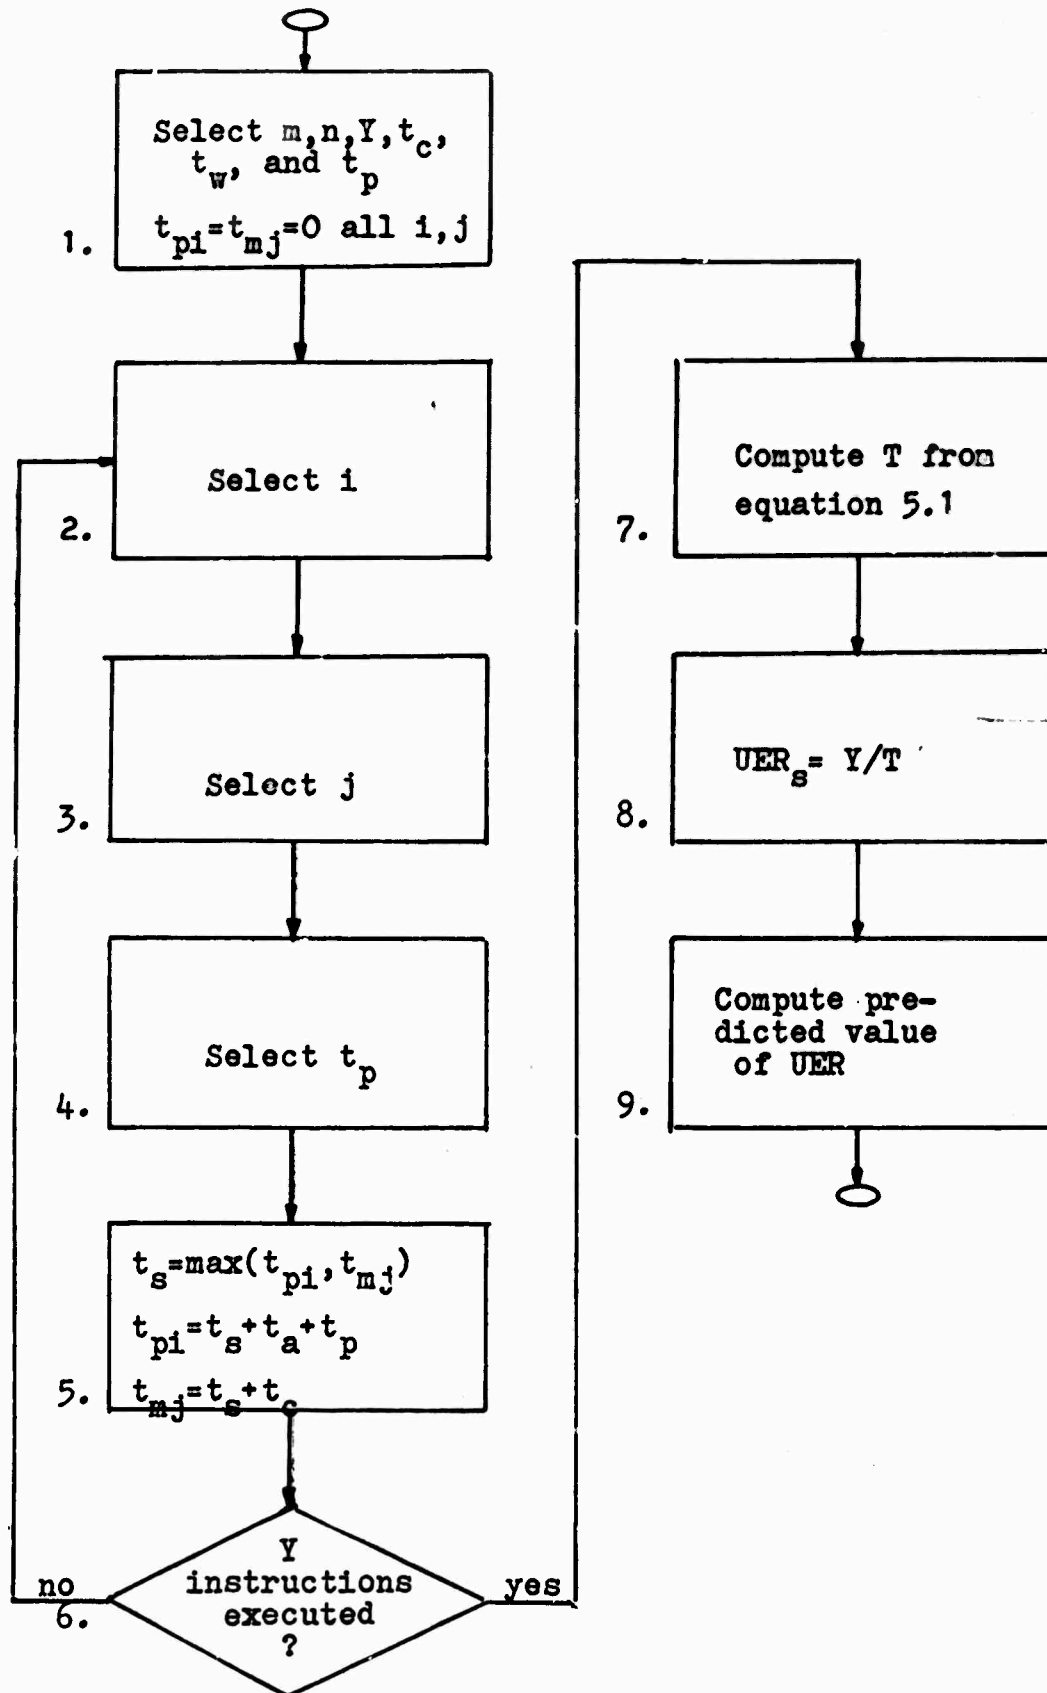 Select m,n,Y,t_c,
t_w, and t_p
t_pi=t_mj=0 all i,j
1.
Select i
2.
Select j
3.
Select t_p
4.
t_s=max(t_pi,t_mj)
t_pi=t_s+t_a+t_p
t_mj=t_s+t_c
5.
Y
instructions
executed
?
no
yes
6.
Compute T from
equation 5.1
7.
UER_s= Y/T
8.
Compute pre-
dicted value
of UER
9.